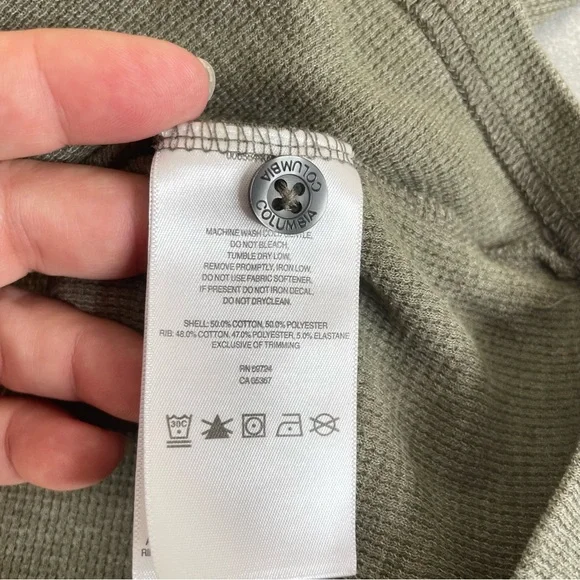 COLUMBIA
COLUMBIA
MACHINE WASH COLD GENTLE,
DO NOT BLEACH,
TUMBLE DRY LOW,
REMOVE PROMPTLY, IRON LOW,
DO NOT USE FABRIC SOFTENER,
IF PRESENT DO NOT IRON DECAL,
DO NOT DRYCLEAN.
SHELL: 50.0% COTTON, 50.0% POLYESTER
RIB: 48.0% COTTON, 47.0% POLYESTER, 5.0% ELASTANE
EXCLUSIVE OF TRIMMING
RN 69724
CA 05367
30C